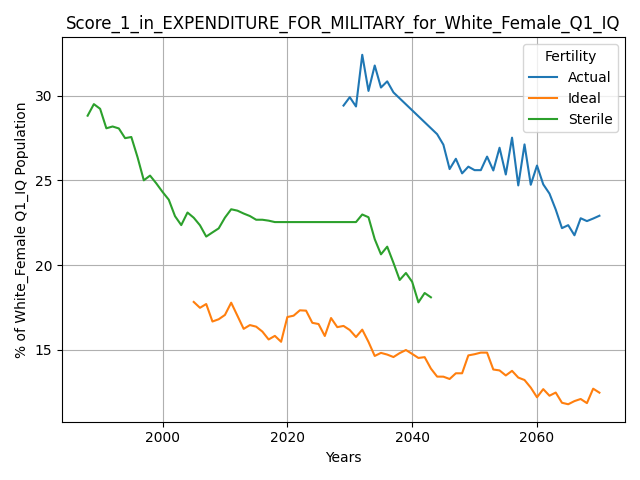 Score_1_in_EXPENDITURE_FOR_MILITARY_for_White_Female_Q1_IQ
% of White_Female Q1_IQ Population
30
25
20
15
Fertility
Actual
Ideal
Sterile
2000
2020
2040
2060
Years